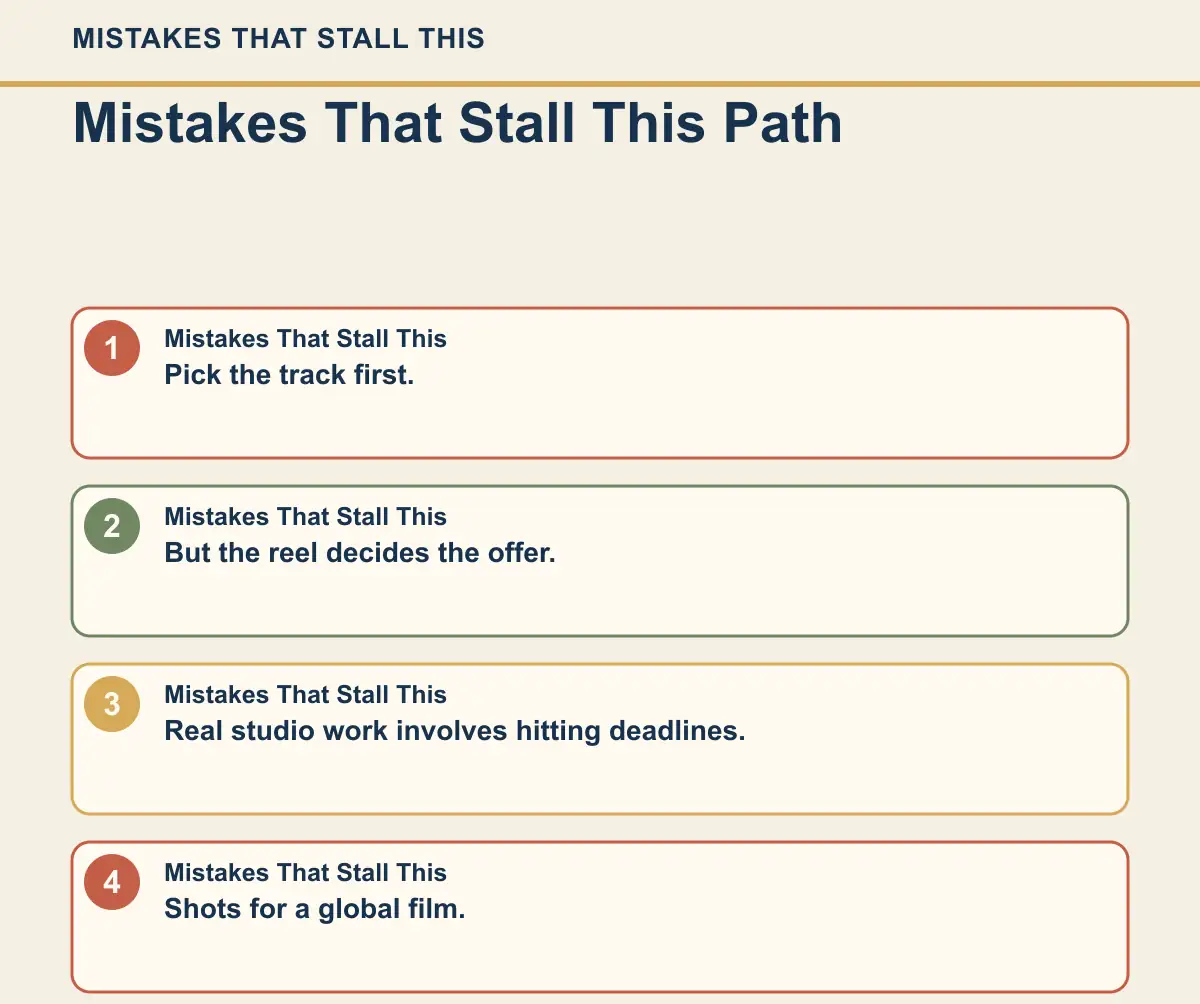 MISTAKES THAT STALL THIS
Mistakes That Stall This Path
1
Mistakes That Stall This
Pick the track first.
2
Mistakes That Stall This
But the reel decides the offer.
3
Mistakes That Stall This
Real studio work involves hitting deadlines.
4
Mistakes That Stall This
Shots for a global film.